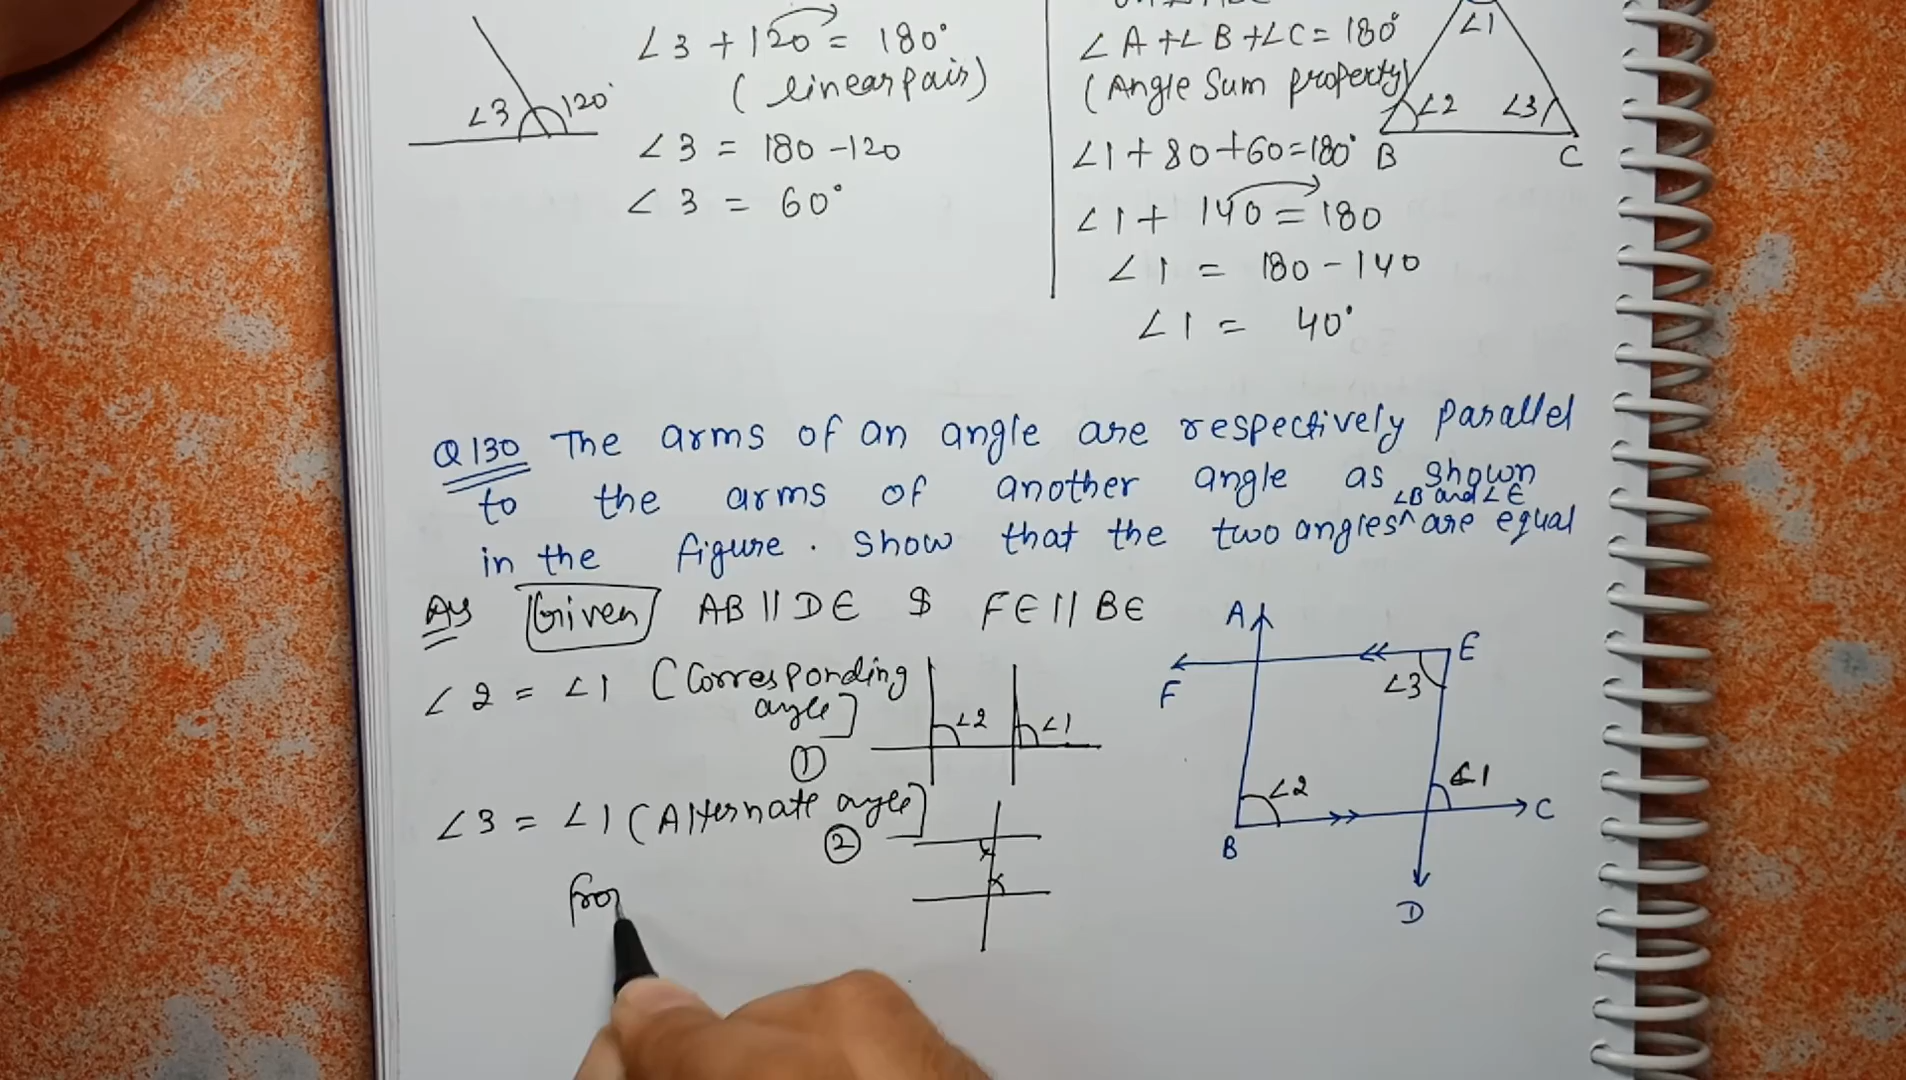 ∠3 + 120 = 180°
(linear pair)
∠3 = 180 - 120
∠3 = 60°
∠3
120°
∠A + ∠B + ∠C = 180°
(Angle Sum property)
∠1 + 80 + 60 = 180°
∠1 + 140 = 180
∠1 = 180 - 140
∠1 = 40°
∠1
∠2
∠3
B
C
Q130 The arms of an angle are respectively parallel
to the arms of another angle as shown
∠B and ∠E
in the figure. Show that the two angles ^ are equal
Ans Given AB || DE $ FE || BE
∠2 = ∠1 (Corresponding
angle]
①
∠2
∠1
∠3 = ∠1 (Alternate angle]
②
fro
A
E
F
∠3
∠2
∠1
B
C
D